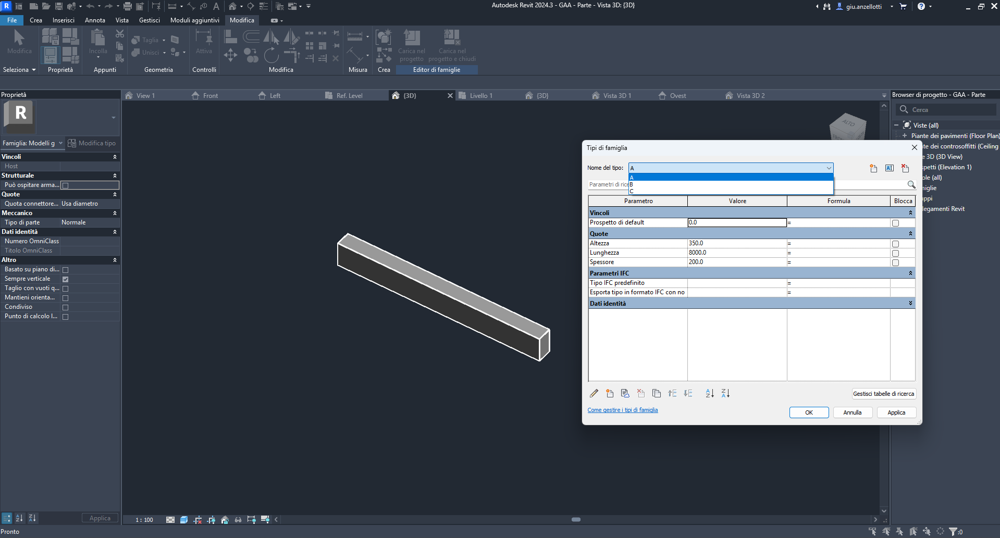 Autodesk Revit 2024.3 - GAA - Parte - Vista 3D: {3D}
giu.anzellotti
File Crea Inserisci Annota Vista Gestisci Moduli aggiuntivi Modifica
Modifica
Incolla
Taglia
Unisci
Attiva
Carica nel progetto
Carica nel progetto e chiudi
Seleziona Proprietà Appunti Geometria Controlli Modifica Misura Crea Editor di famiglie
Proprietà
R
Famiglia: Modelli g Modifica tipo
Vincoli
Host
Strutturale
Può ospitare arma...
Quote
Quota connettore... Usa diametro
Meccanico
Tipo di parte Normale
Dati identità
Numero OmniClass
Titolo OmniClass
Altro
Basato su piano di...
Sempre verticale
Taglio con vuoti q...
Mantieni orienta...
Condiviso
Punto di calcolo l...
Applica
Pronto
View 1 Front Left Ref. Level {3D} Livello 1 {3D} Vista 3D 1 Ovest Vista 3D 2
ALTO
1 : 100
Tipi di famiglia
Nome del tipo: A
A
B
C
Parametri di rice
Parametro Valore Formula Blocca
Vincoli
Prospetto di default 0.0 =
Quote
Altezza 350.0 =
Lunghezza 8000.0 =
Spessore 200.0 =
Parametri IFC
Tipo IFC predefinito =
Esporta tipo in formato IFC con no =
Dati identità
Gestisci tabelle di ricerca
Come gestire i tipi di famiglia
OK Annulla Applica
Browser di progetto - GAA - Parte
Cerca
Viste (all)
Piante dei pavimenti (Floor Plan)
te dei controsoffitti (Ceiling
e 3D (3D View)
petti (Elevation 1)
ole (all)
niglie
uppi
legamenti Revit
:0